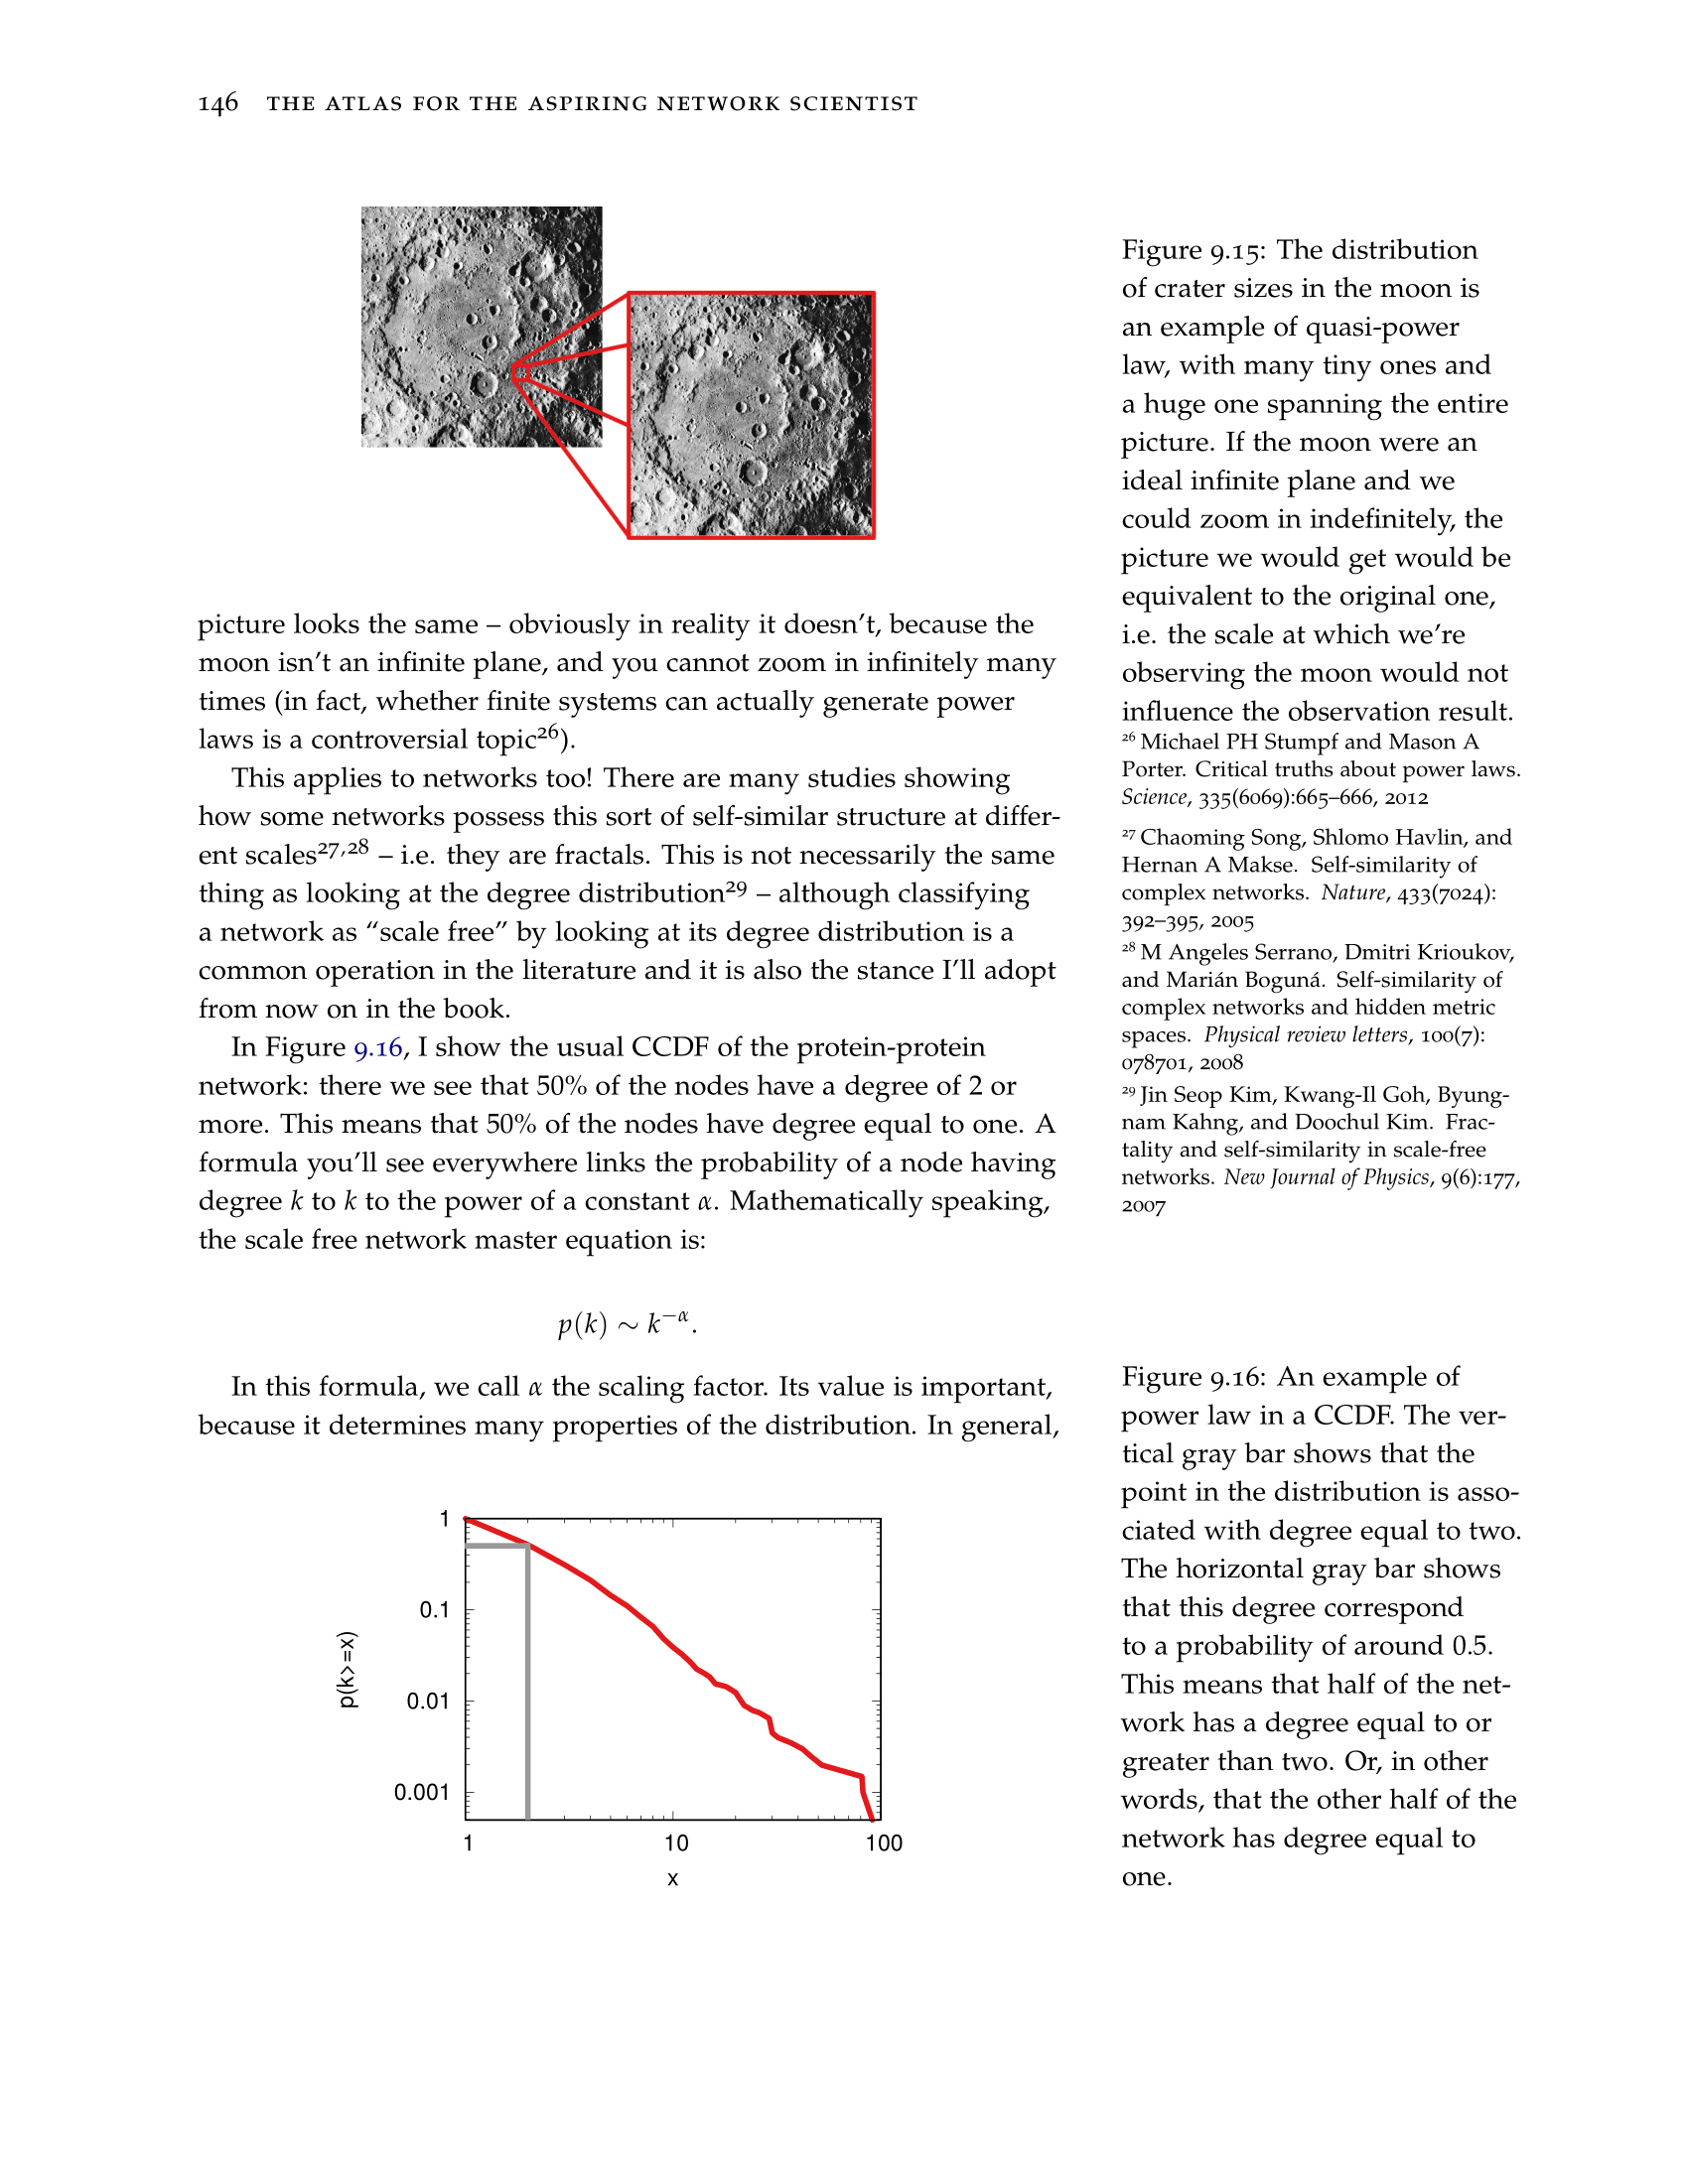 146 THE ATLAS FOR THE ASPIRING NETWORK SCIENTIST
Figure 9.15: The distribution
of crater sizes in the moon is
an example of quasi-power
law, with many tiny ones and
a huge one spanning the entire
picture. If the moon were an
ideal infinite plane and we
could zoom in indefinitely, the
picture we would get would be
equivalent to the original one,
i.e. the scale at which we're
observing the moon would not
influence the observation result.
picture looks the same – obviously in reality it doesn't, because the
moon isn't an infinite plane, and you cannot zoom in infinitely many
times (in fact, whether finite systems can actually generate power
laws is a controversial topic²⁶).
This applies to networks too! There are many studies showing
how some networks possess this sort of self-similar structure at differ-
ent scales²⁷,²⁸ – i.e. they are fractals. This is not necessarily the same
thing as looking at the degree distribution²⁹ – although classifying
a network as “scale free” by looking at its degree distribution is a
common operation in the literature and it is also the stance I'll adopt
from now on in the book.
In Figure 9.16, I show the usual CCDF of the protein-protein
network: there we see that 50% of the nodes have a degree of 2 or
more. This means that 50% of the nodes have degree equal to one. A
formula you'll see everywhere links the probability of a node having
degree k to k to the power of a constant α. Mathematically speaking,
the scale free network master equation is:
p(k) ∼ k^{−α}.
In this formula, we call α the scaling factor. Its value is important,
because it determines many properties of the distribution. In general,
²⁶ Michael PH Stumpf and Mason A
Porter. Critical truths about power laws.
Science, 335(6069):665–666, 2012
²⁷ Chaoming Song, Shlomo Havlin, and
Hernan A Makse. Self-similarity of
complex networks. Nature, 433(7024):
392–395, 2005
²⁸ M Angeles Serrano, Dmitri Krioukov,
and Marián Boguná. Self-similarity of
complex networks and hidden metric
spaces. Physical review letters, 100(7):
078701, 2008
²⁹ Jin Seop Kim, Kwang-Il Goh, Byung-
nam Kahng, and Doochul Kim. Frac-
tality and self-similarity in scale-free
networks. New Journal of Physics, 9(6):177,
2007
1
0.1
0.01
0.001
p(k>=x)
1 10 100
x
Figure 9.16: An example of
power law in a CCDF. The ver-
tical gray bar shows that the
point in the distribution is asso-
ciated with degree equal to two.
The horizontal gray bar shows
that this degree correspond
to a probability of around 0.5.
This means that half of the net-
work has a degree equal to or
greater than two. Or, in other
words, that the other half of the
network has degree equal to
one.